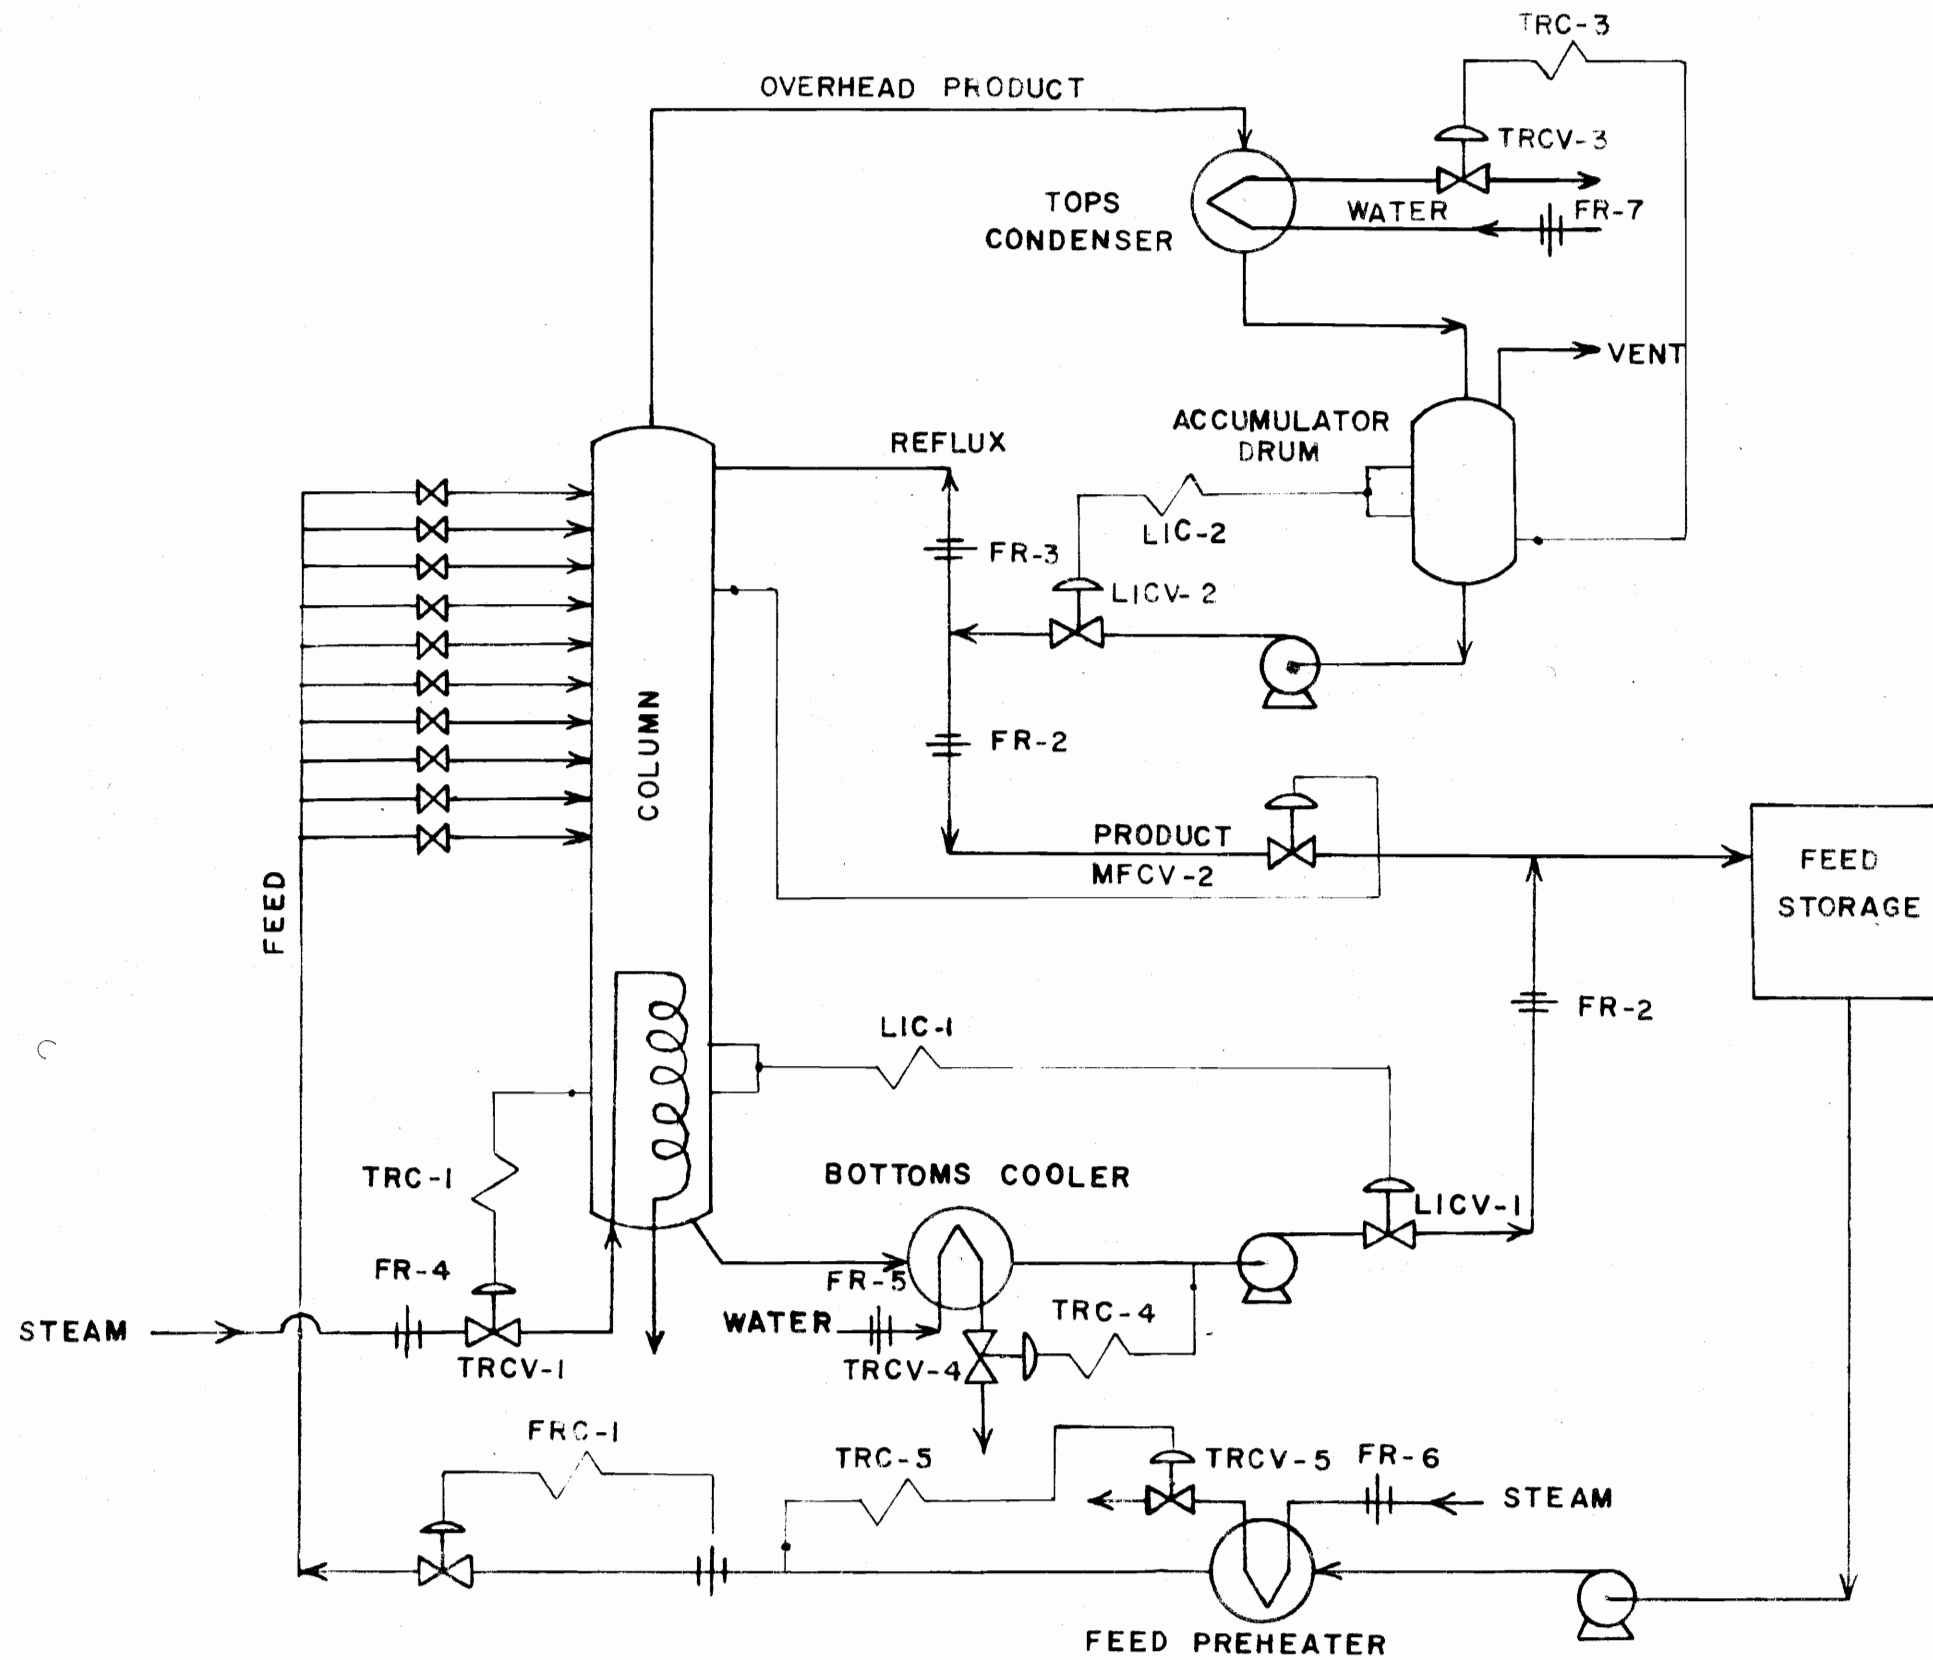 TRC-3
OVERHEAD PRODUCT
TRCV-3
TOPS
CONDENSER
WATER
FR-7
VENT
ACCUMULATOR
DRUM
REFLUX
LIC-2
FR-3
LICV-2
COLUMN
FR-2
PRODUCT
MFCV-2
FEED
STORAGE
FEED
FR-2
LIC-1
TRC-1
BOTTOMS COOLER
LICV-1
FR-4
FR-5
STEAM
WATER
TRC-4
TRCV-1
TRCV-4
FRC-1
TRC-5
TRCV-5
FR-6
STEAM
FEED PREHEATER